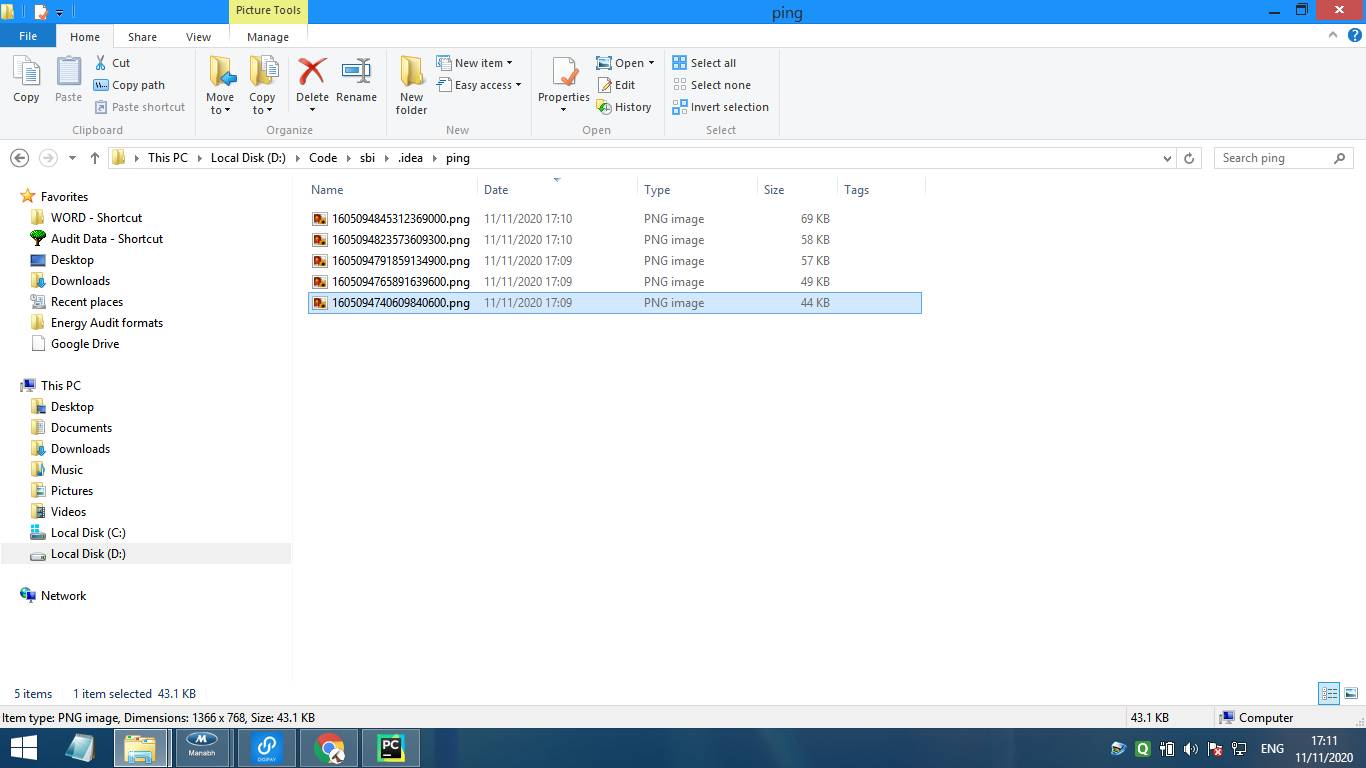 Picture Tools
ping
File
Home
Share
View
Manage
Copy
Paste
Cut
Copy path
Paste shortcut
Clipboard
Move to
Copy to
Delete
Rename
Organize
New folder
New item
Easy access
New
Properties
Open
Edit
History
Open
Select all
Select none
Invert selection
Select
This PC
Local Disk (D:)
Code
sbi
.idea
ping
Search ping
Favorites
WORD - Shortcut
Audit Data - Shortcut
Desktop
Downloads
Recent places
Energy Audit formats
Google Drive
This PC
Desktop
Documents
Downloads
Music
Pictures
Videos
Local Disk (C:)
Local Disk (D:)
Network
Name Date Type Size Tags
1605094845312369000.png 11/11/2020 17:10 PNG image 69 KB
1605094823573609300.png 11/11/2020 17:10 PNG image 58 KB
1605094791859134900.png 11/11/2020 17:09 PNG image 57 KB
1605094765891639600.png 11/11/2020 17:09 PNG image 49 KB
1605094740609840600.png 11/11/2020 17:09 PNG image 44 KB
5 items 1 item selected 43.1 KB
Item type: PNG image, Dimensions: 1366 x 768, Size: 43.1 KB
43.1 KB
Computer
Manabh
DIGIPAY
PC
ENG
17:11
11/11/2020